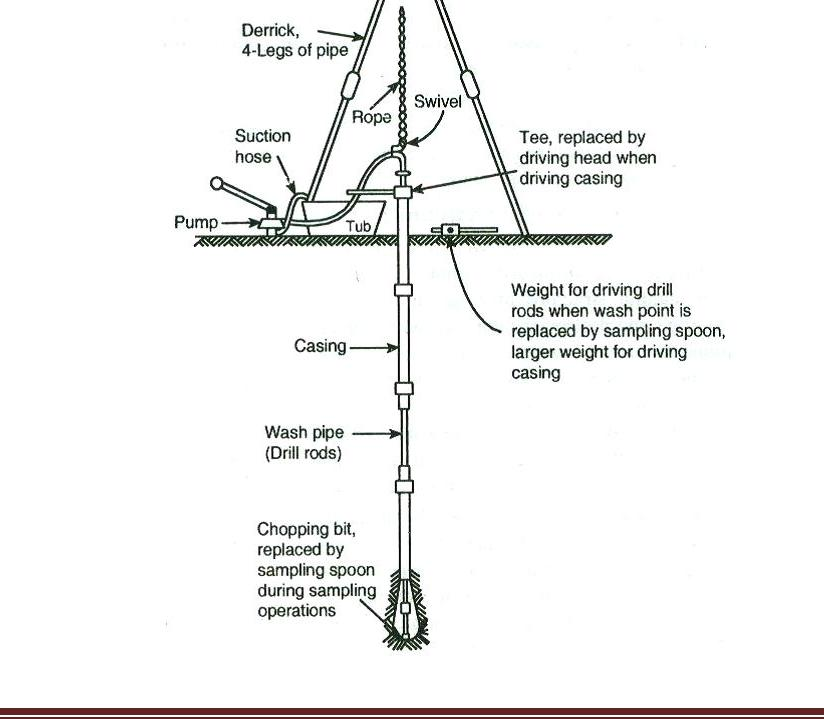 Derrick,
4-Legs of pipe
Rope
Swivel
Suction
hose
Tee, replaced by
driving head when
driving casing
Pump
Tub
Weight for driving drill
rods when wash point is
replaced by sampling spoon,
larger weight for driving
casing
Casing
Wash pipe
(Drill rods)
Chopping bit,
replaced by
sampling spoon
during sampling
operations